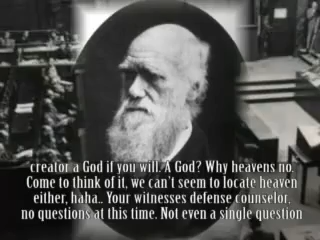 creator a God if you will. A God? Why heavens no.
Come to think of it, we can't seem to locate heaven
either, haha.. Your witnesses defense counselor,
no questions at this time. Not even a single question